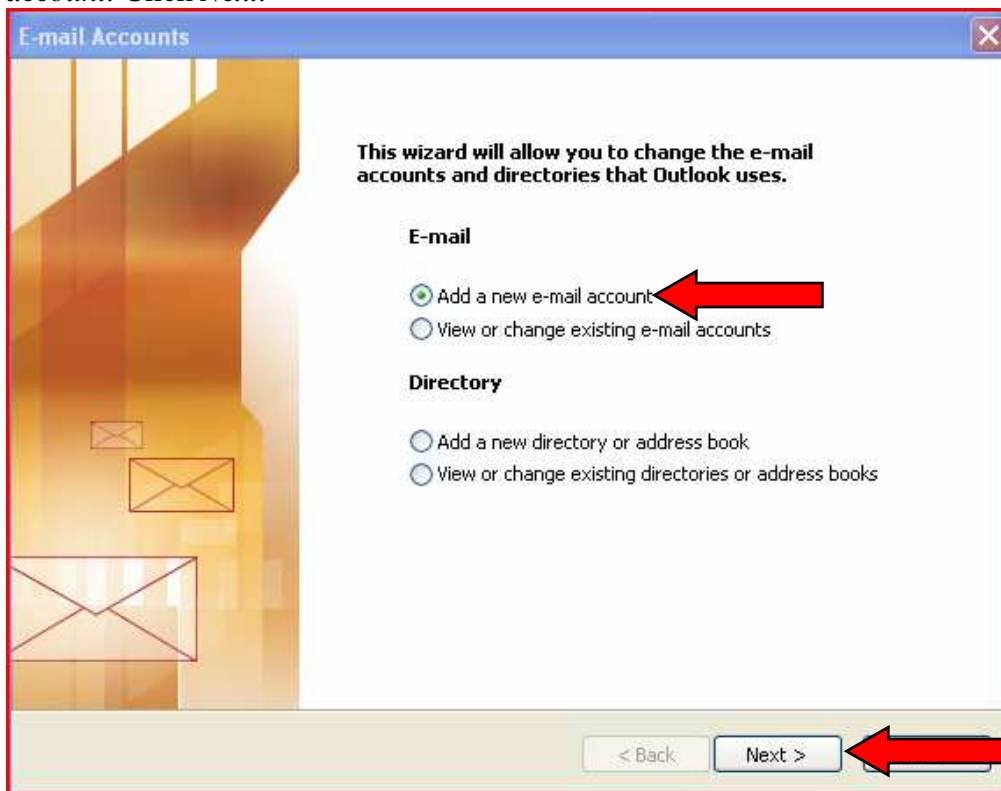 E-mail Accounts
This wizard will allow you to change the e-mail
accounts and directories that Outlook uses.
E-mail
Add a new e-mail account
View or change existing e-mail accounts
Directory
Add a new directory or address book
View or change existing directories or address books
< Back Next >